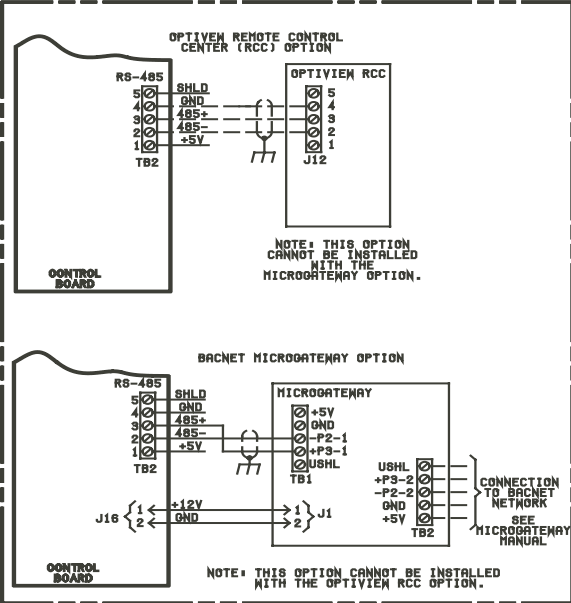 OPTIVIEW REMOTE CONTROL
CENTER (RCC) OPTION
RS-485
5 SHLD
4 GND
3 485+
2 485-
1 +5V
TB2
OPTIVIEW RCC
5
4
3
2
1
J12
CONTROL
BOARD
NOTE: THIS OPTION
CANNOT BE INSTALLED
WITH THE
MICROGATEWAY OPTION.
BACNET MICROGATEWAY OPTION
RS-485
5 SHLD
4 GND
3 485+
2 485-
1 +5V
TB2
MICROGATEWAY
+5V
GND
-P2-1
+P3-1
USHL
TB1
J16 1 +12V
2 GND
1 J1
2
USHL
+P3-2
-P2-2
GND
+5V
TB2
CONNECTION
TO BACNET
NETWORK
SEE
MICROGATEWAY
MANUAL
CONTROL
BOARD
NOTE: THIS OPTION CANNOT BE INSTALLED
WITH THE OPTIVIEW RCC OPTION.